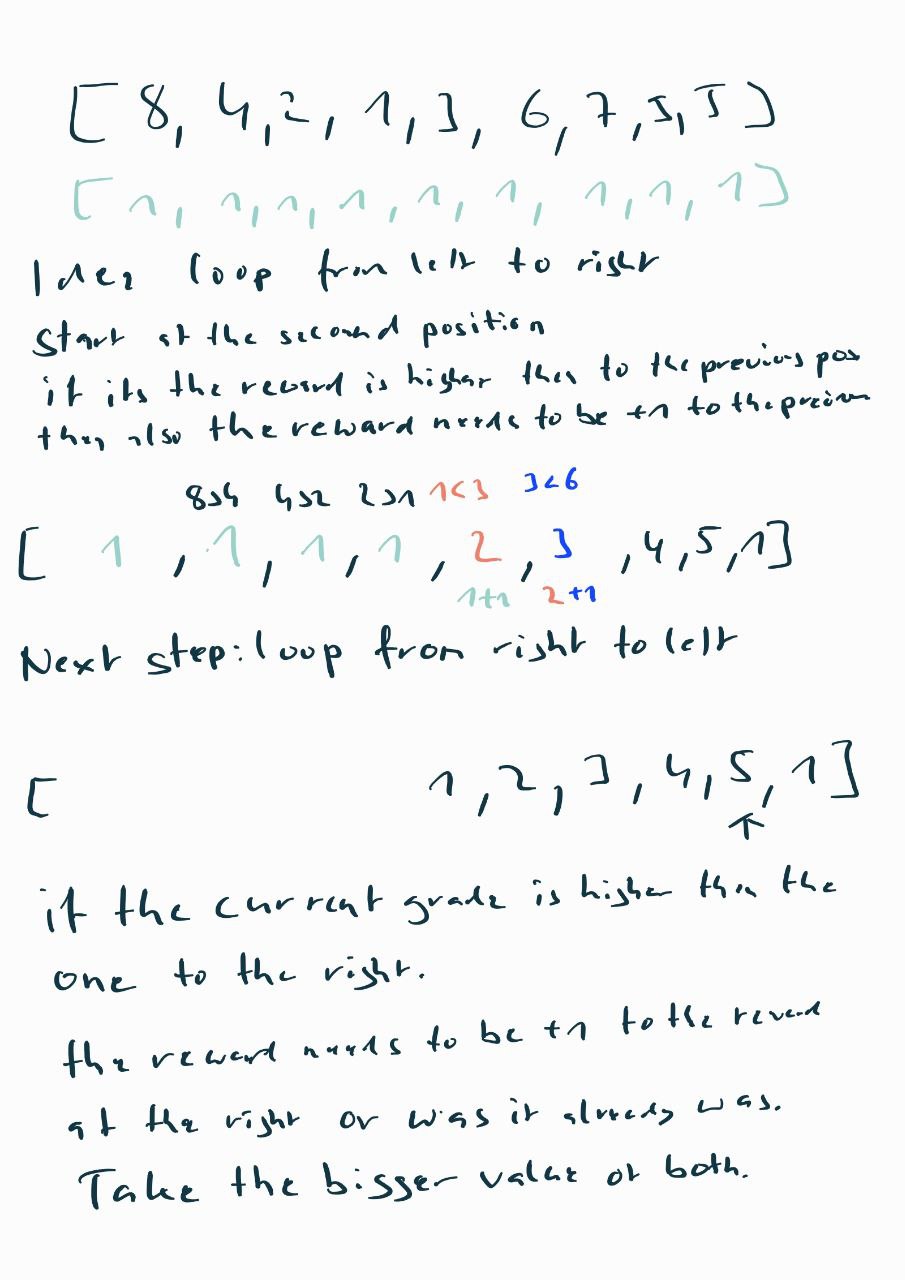 [8, 4, 2, 1, 3, 6, 7, 5, 5]
[1, 1, 1, 1, 1, 1, 1, 1, 1]
Idea loop from left to right
Start at the second position
if its the reward is higher then to the previous pos
then also the reward needs to be +1 to the previous
8>4 4>2 2>1 1<3 3<6
[ 1, 1, 1, 1, 2, 3, 4, 5, 1]
1+1 2+1
Next step: loop from right to left
[ 1, 2, 3, 4, 5, 1]
↑
if the current grade is higher than the
one to the right.
the reward needs to be +1 to the reward
at the right or was it already was.
Take the bigger value of both.